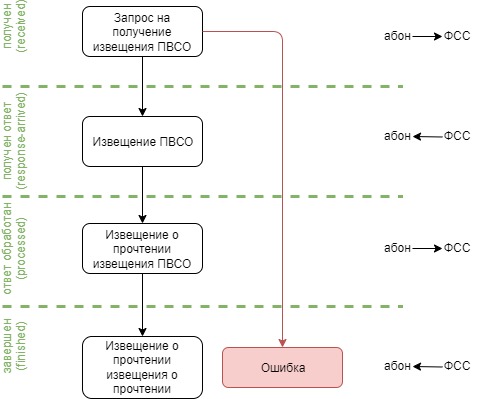 получен
(received)
Запрос на
получение
извещения ПВСО
абон ФСС
получен ответ
(response-arrived)
Извещение ПВСО
абон ФСС
ответ обработан
(processed)
Извещение о
прочтении
извещения ПВСО
абон ФСС
завершен
(finished)
Извещение о
прочтении
извещения о
прочтении
Ошибка
абон ФСС